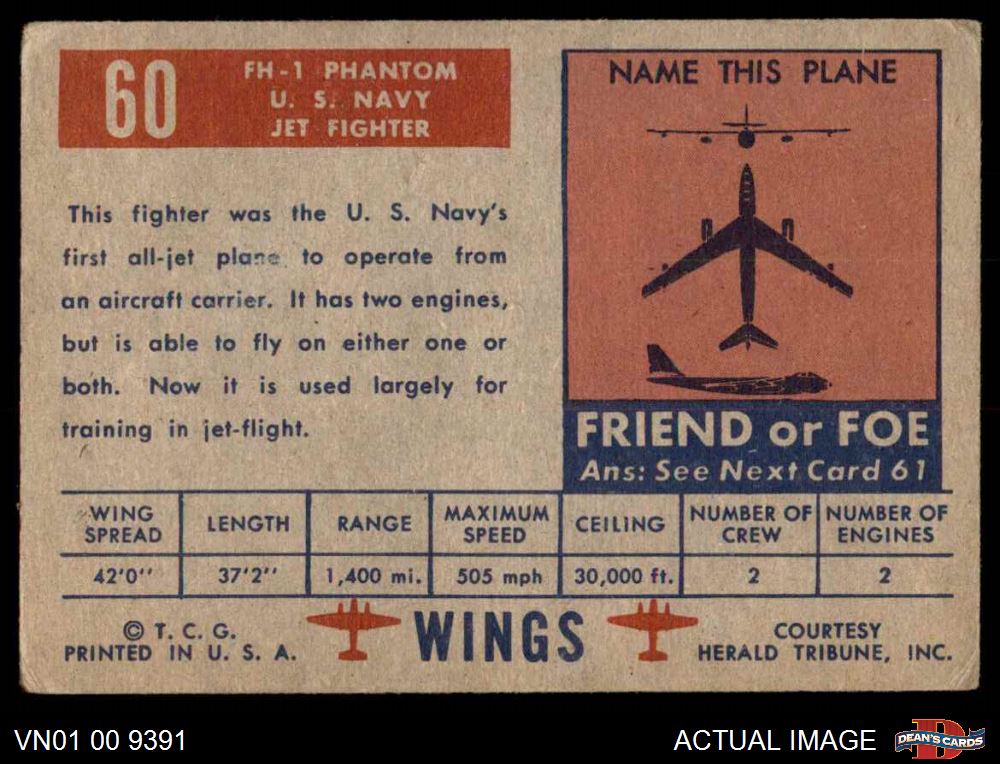 60
FH-1 PHANTOM
U. S. NAVY
JET FIGHTER
This fighter was the U. S. Navy's
first all-jet plane to operate from
an aircraft carrier. It has two engines,
but is able to fly on either one or
both. Now it is used largely for
training in jet-flight.
NAME THIS PLANE
FRIEND or FOE
Ans: See Next Card 61
WING SPREAD LENGTH RANGE MAXIMUM SPEED CEILING NUMBER OF CREW NUMBER OF ENGINES
42'0'' 37'2'' 1,400 mi. 505 mph 30,000 ft. 2 2
© T. C. G.
PRINTED IN U. S. A.
WINGS
COURTESY
HERALD TRIBUNE, INC.
VN01 00 9391
ACTUAL IMAGE
D
DEAN'S CARDS